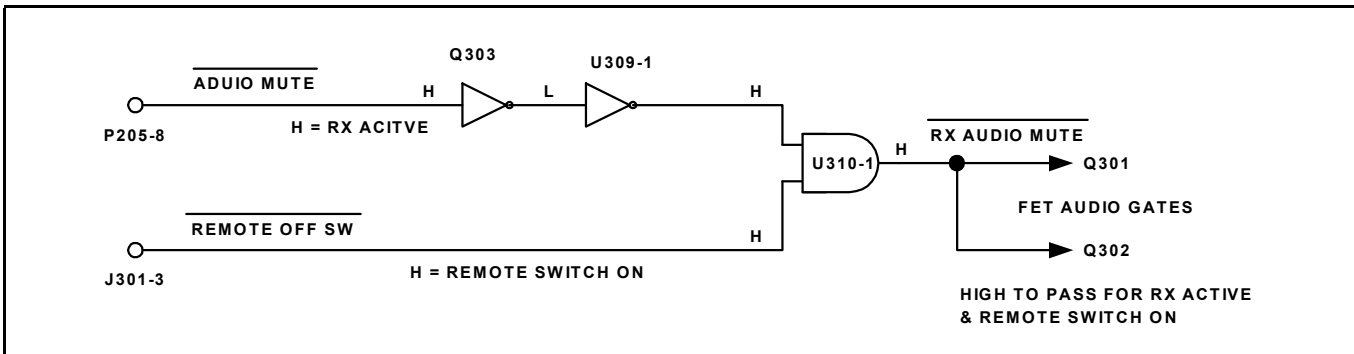 Q303
U309-1
ADUIO MUTE
H
L
H
P205-8
H = RX ACITVE
RX AUDIO MUTE
U310-1
H
Q301
FET AUDIO GATES
REMOTE OFF SW
H
Q302
J301-3
H = REMOTE SWITCH ON
HIGH TO PASS FOR RX ACTIVE
& REMOTE SWITCH ON